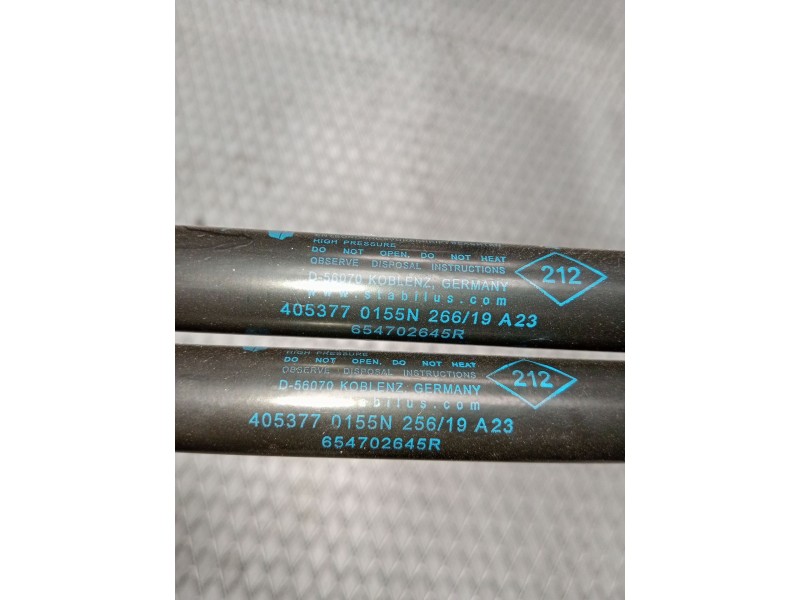 HIGH PRESSURE
DO NOT OPEN, DO NOT HEAT
OBSERVE DISPOSAL INSTRUCTIONS
D-56070 KOBLENZ, GERMANY
www.stabilus.com
405377 0155N 266/19 A23
654702645R
212
HIGH PRESSURE
DO NOT OPEN, DO NOT HEAT
OBSERVE DISPOSAL INSTRUCTIONS
D-56070 KOBLENZ, GERMANY
abilus.com
405377 0155N 256/19 A23
654702645R
212